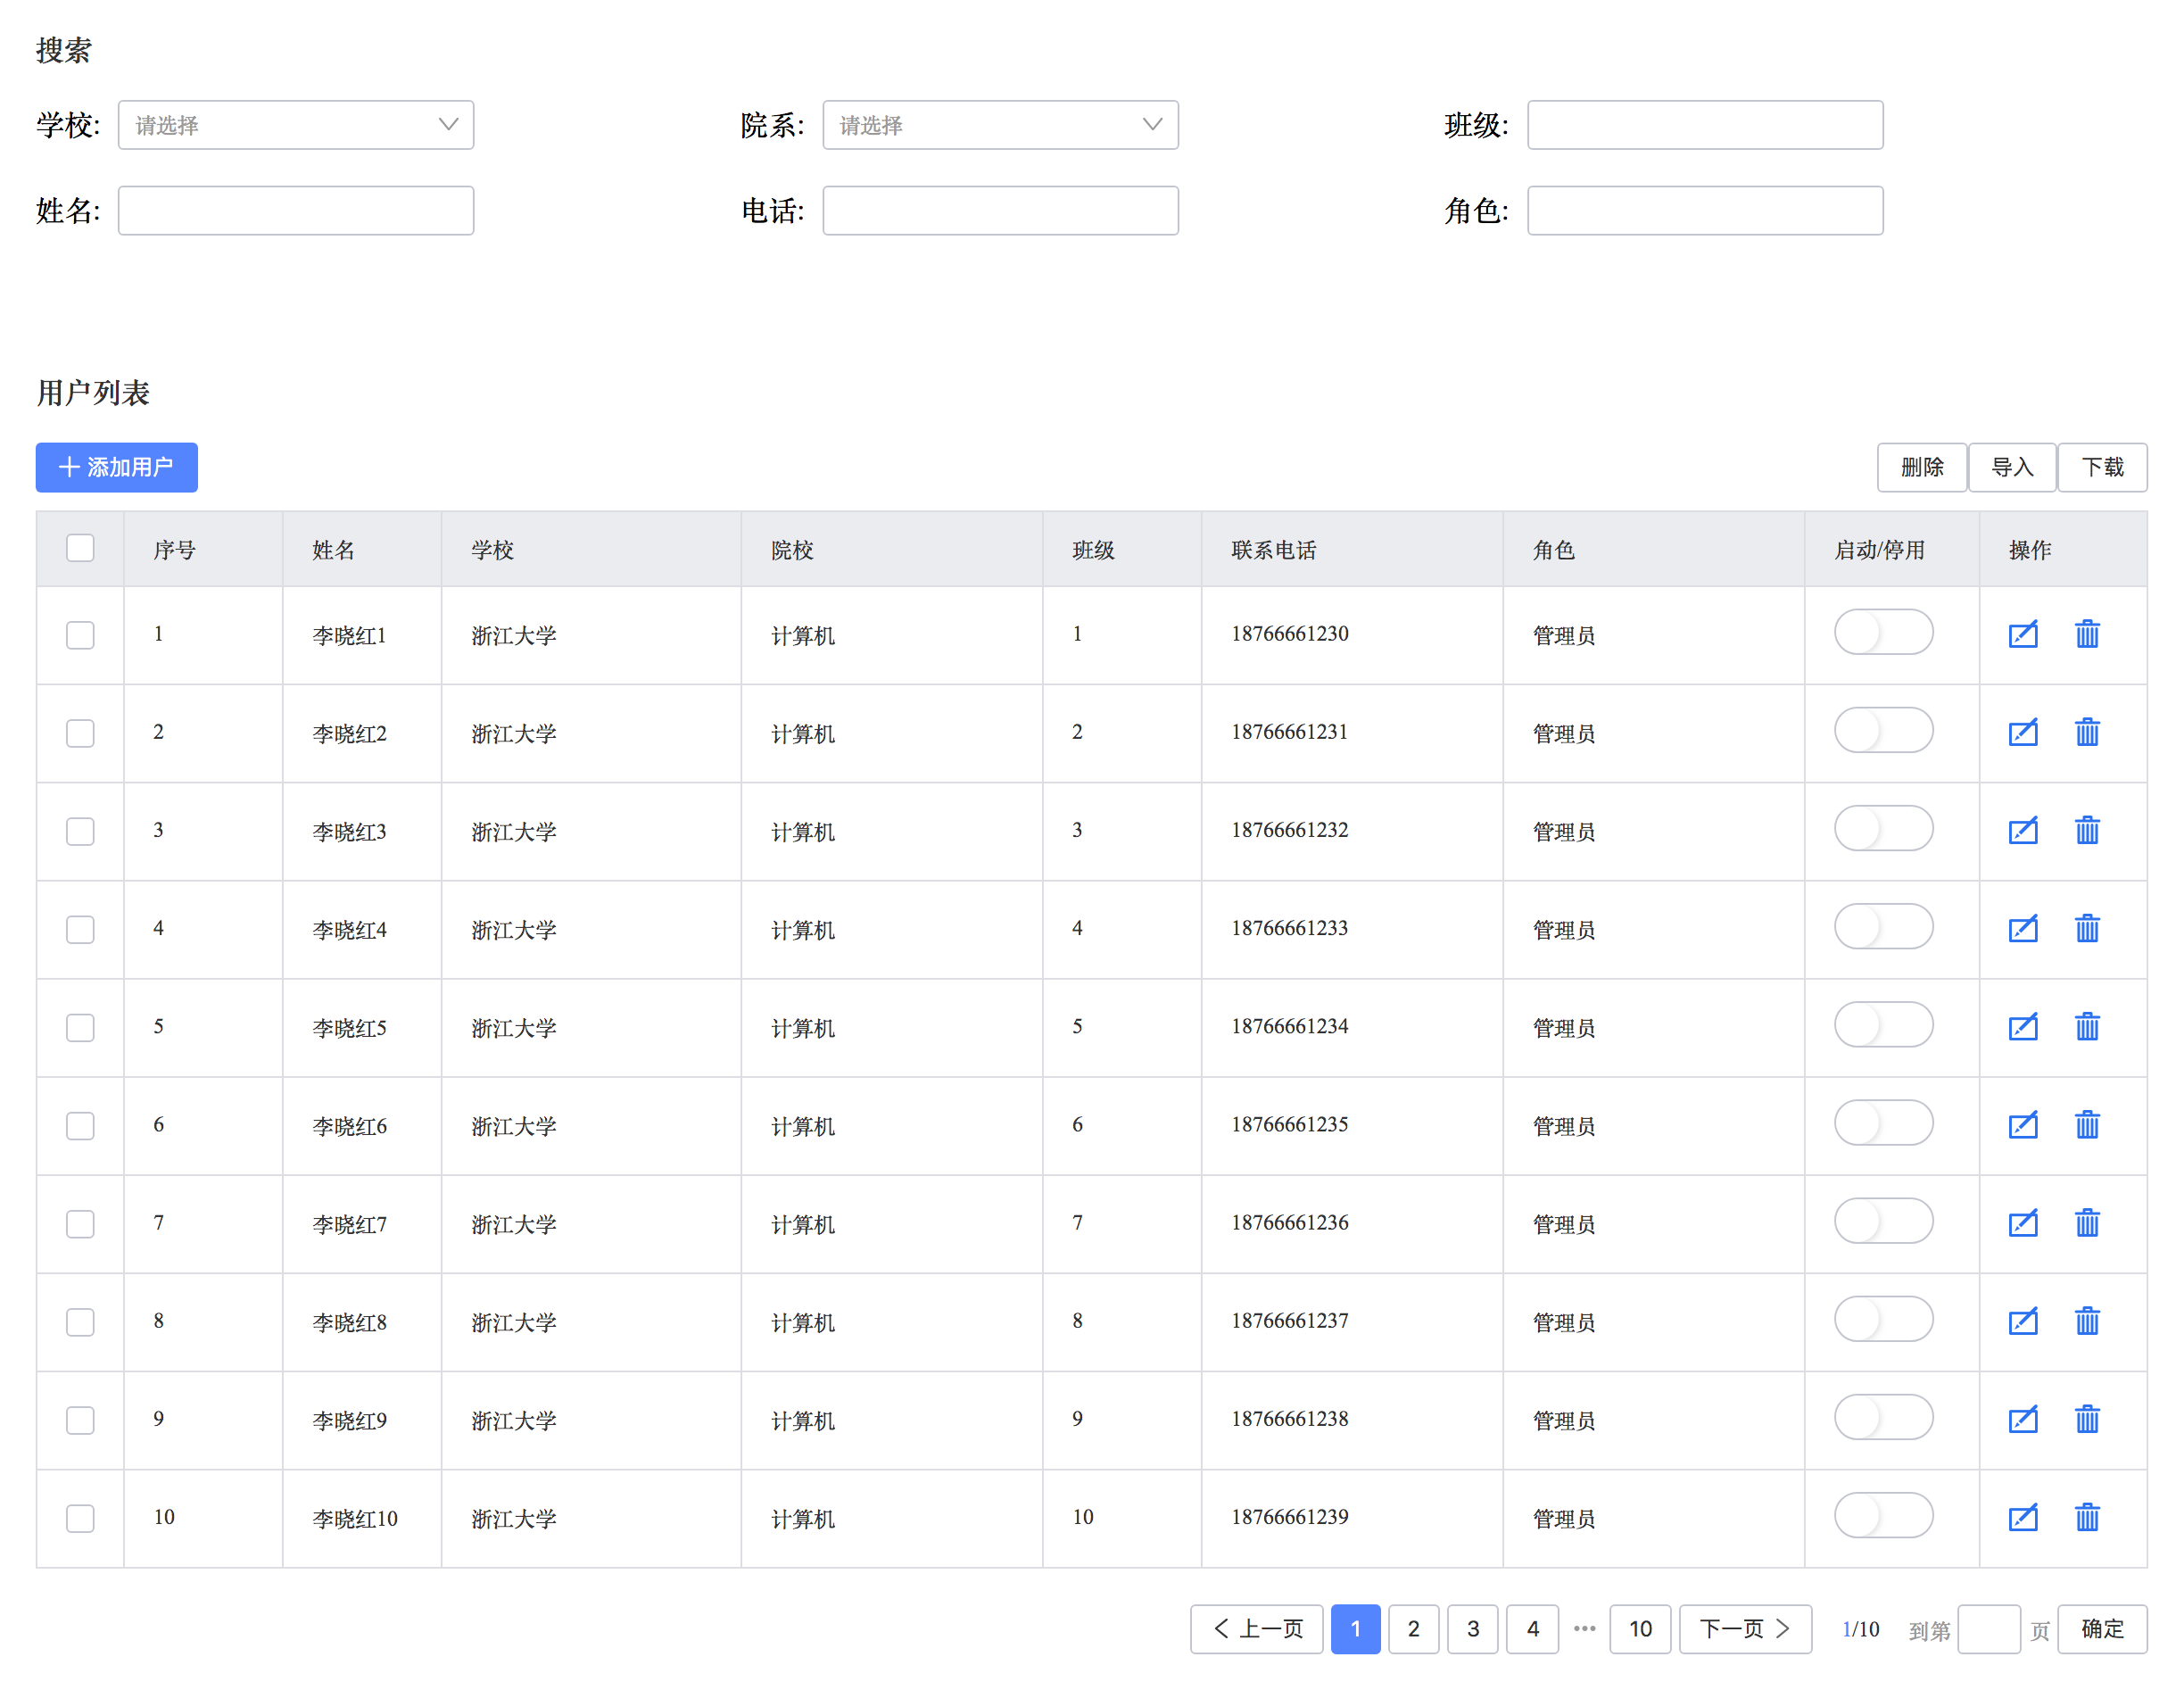 搜索
学校: 请选择 院系: 请选择 班级:
姓名: 电话: 角色:
用户列表
添加用户 删除 导入 下载
序号 姓名 学校 院校 班级 联系电话 角色 启动/停用 操作
1 李晓红1 浙江大学 计算机 1 18766661230 管理员
2 李晓红2 浙江大学 计算机 2 18766661231 管理员
3 李晓红3 浙江大学 计算机 3 18766661232 管理员
4 李晓红4 浙江大学 计算机 4 18766661233 管理员
5 李晓红5 浙江大学 计算机 5 18766661234 管理员
6 李晓红6 浙江大学 计算机 6 18766661235 管理员
7 李晓红7 浙江大学 计算机 7 18766661236 管理员
8 李晓红8 浙江大学 计算机 8 18766661237 管理员
9 李晓红9 浙江大学 计算机 9 18766661238 管理员
10 李晓红10 浙江大学 计算机 10 18766661239 管理员
上一页 1 2 3 4 ••• 10 下一页 1/10 到第 页 确定